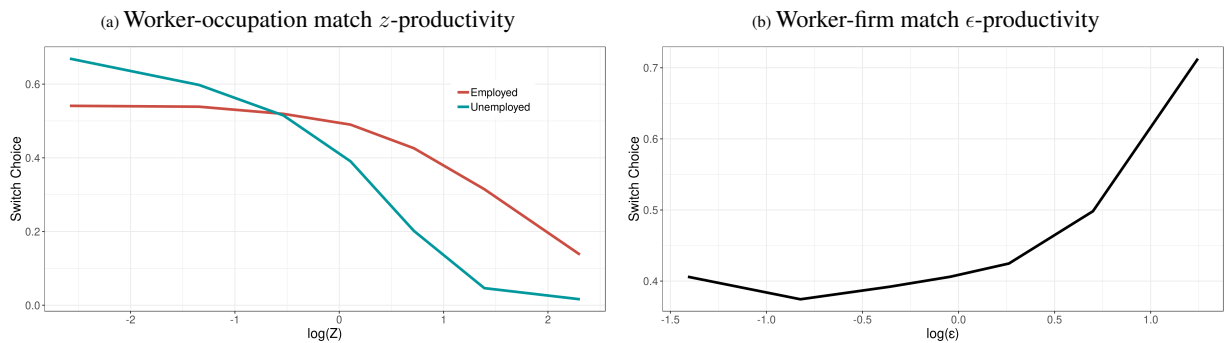 (a) Worker-occupation match z-productivity
Switch Choice
0.6
0.4
0.2
0.0
Employed
Unemployed
-2
-1
0
1
2
log(Z)
(b) Worker-firm match ϵ-productivity
Switch Choice
0.7
0.6
0.5
0.4
-1.5
-1.0
-0.5
0.0
0.5
1.0
log(ε)